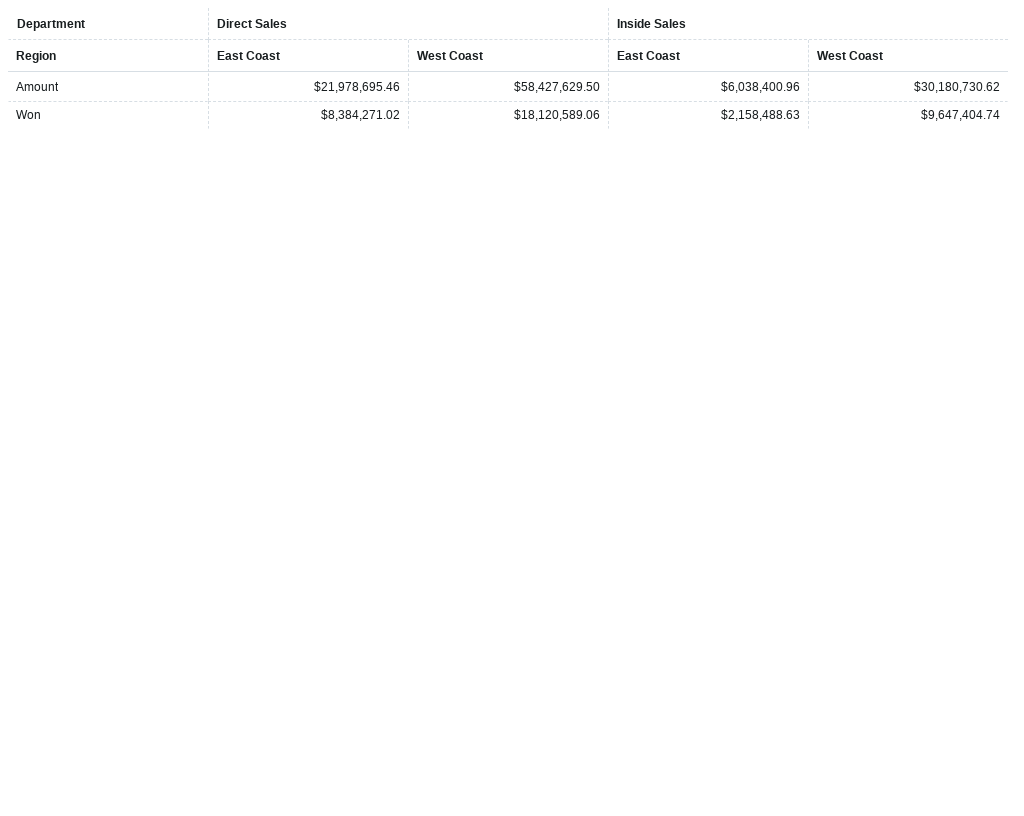 Department Direct Sales Inside Sales
Region East Coast West Coast East Coast West Coast
Amount $21,978,695.46 $58,427,629.50 $6,038,400.96 $30,180,730.62
Won $8,384,271.02 $18,120,589.06 $2,158,488.63 $9,647,404.74